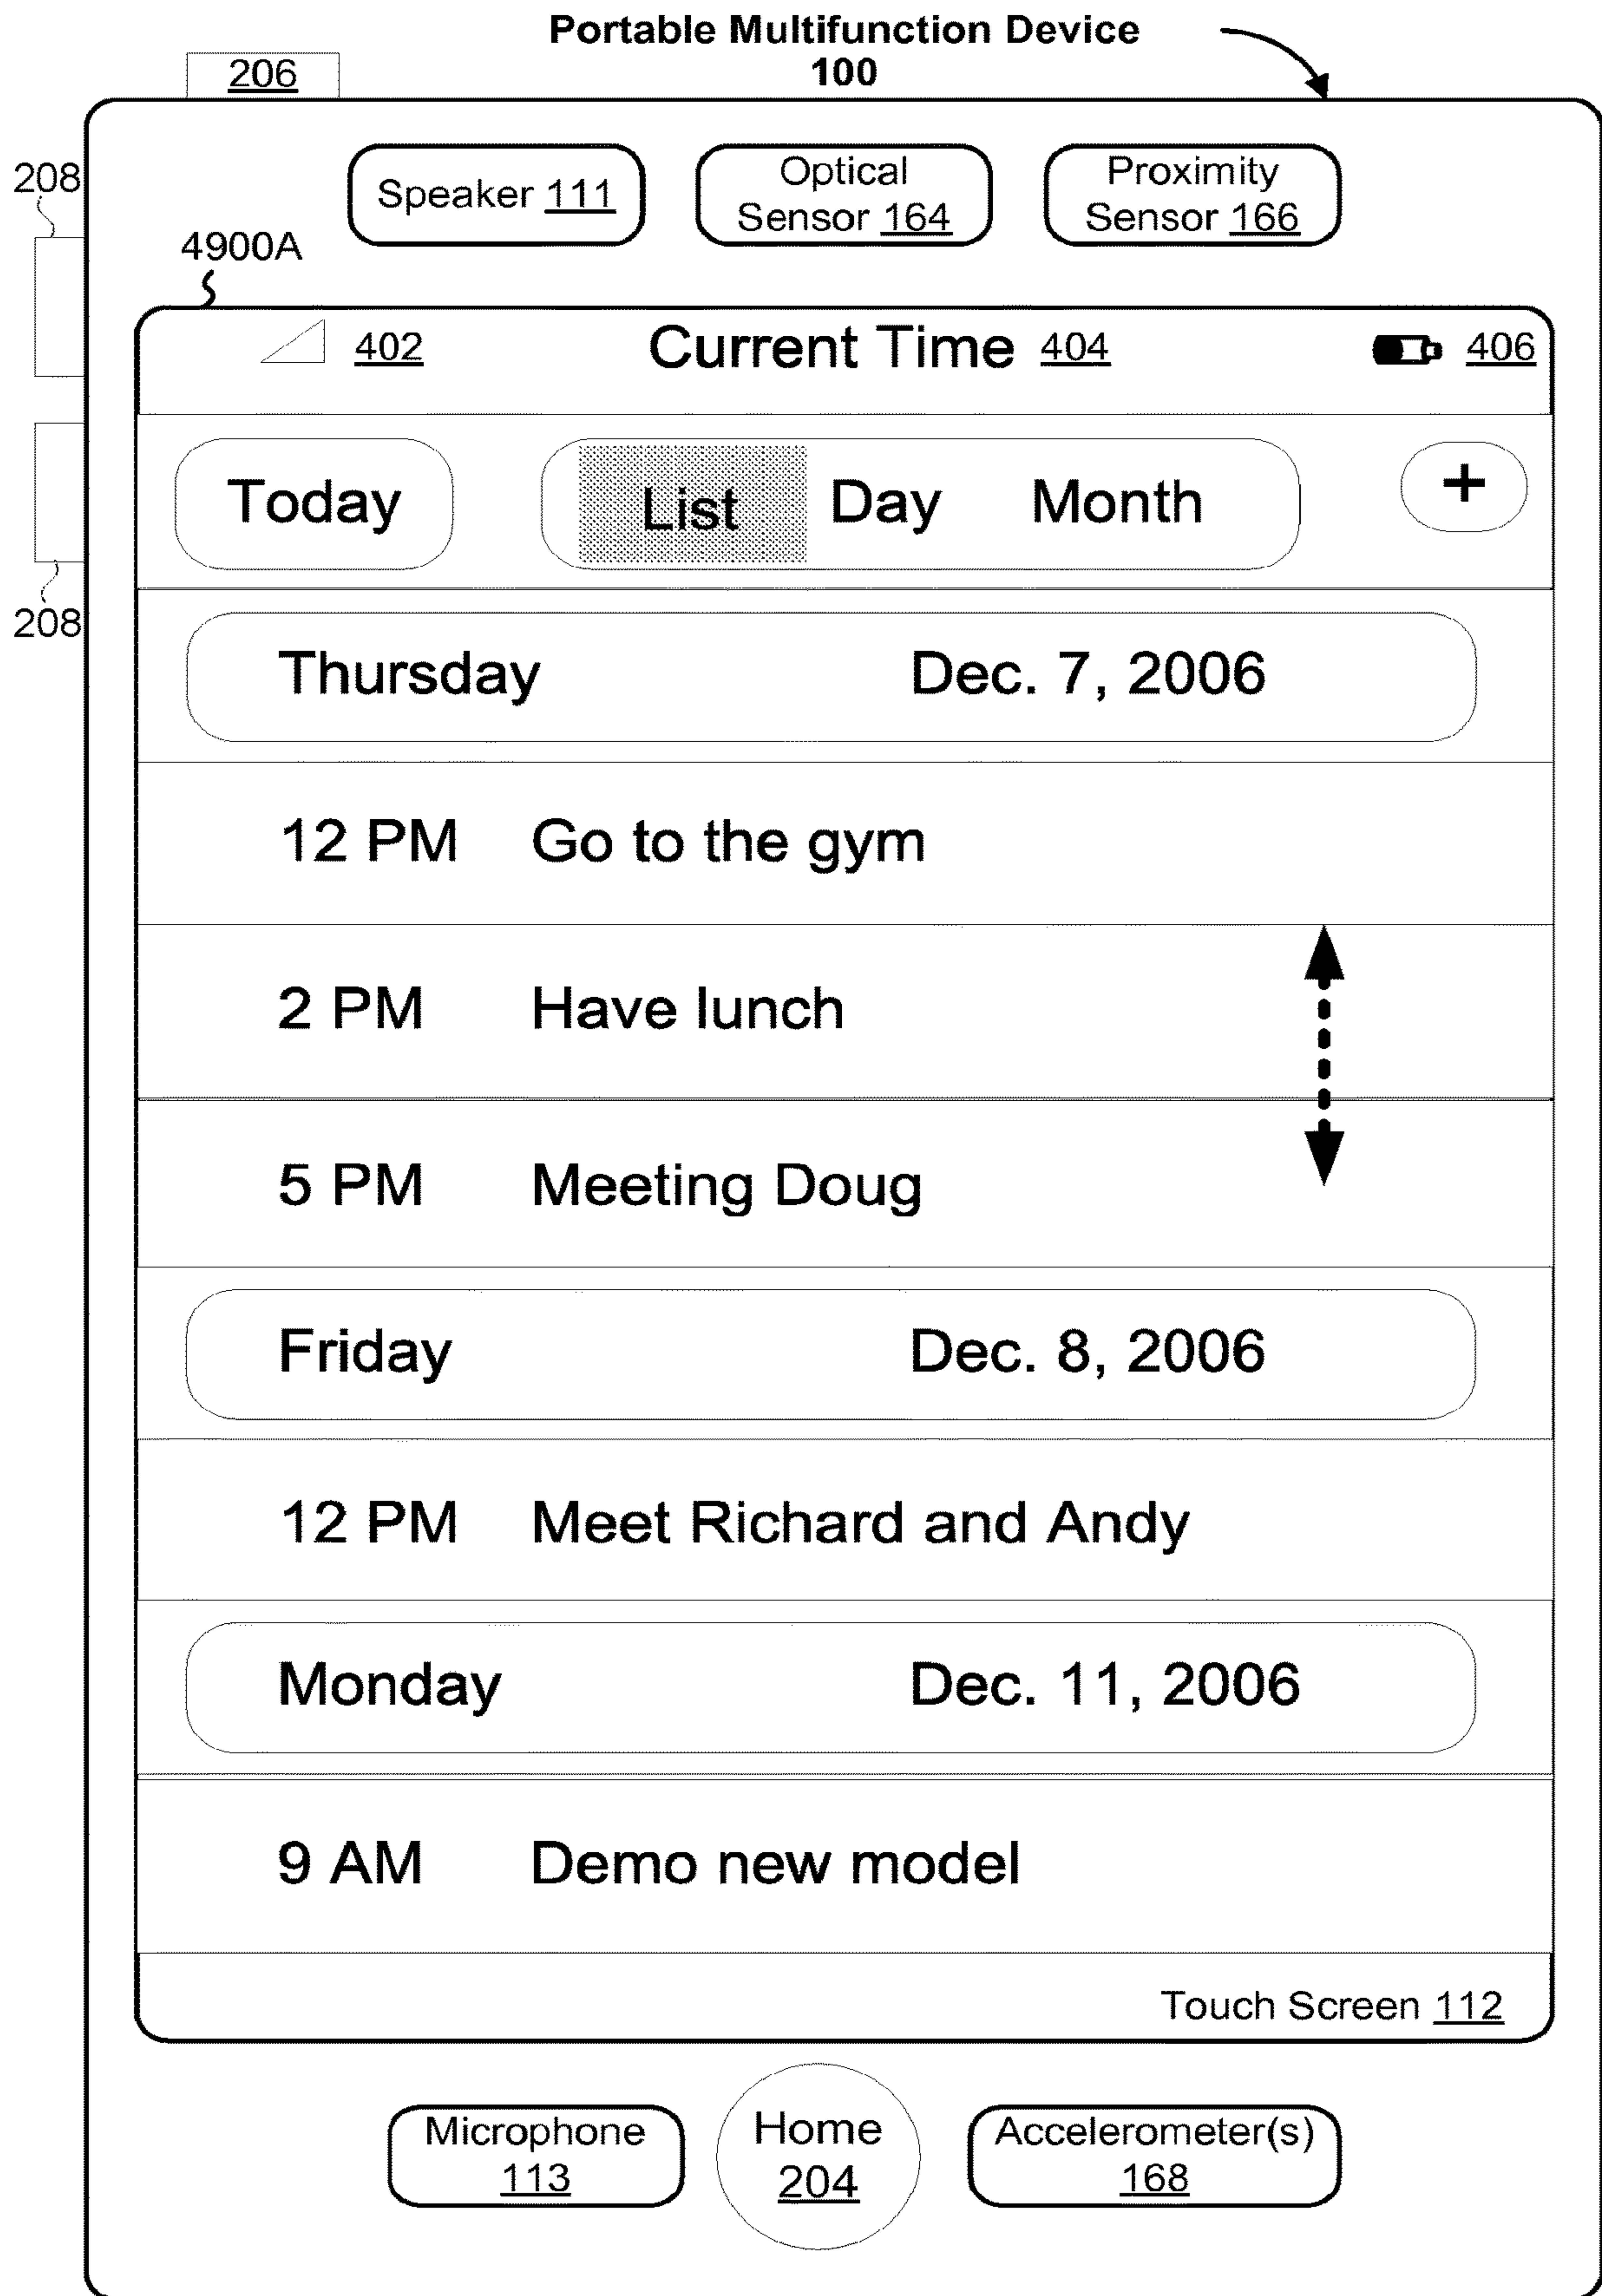 Portable Multifunction Device
100
206
208
Speaker 111
Optical
Sensor 164
Proximity
Sensor 166
4900A
402
Current Time 404
406
Today
List
Day
Month
+
208
Thursday Dec. 7, 2006
12 PM Go to the gym
2 PM Have lunch
5 PM Meeting Doug
Friday Dec. 8, 2006
12 PM Meet Richard and Andy
Monday Dec. 11, 2006
9 AM Demo new model
Touch Screen 112
Microphone
113
Home
204
Accelerometer(s)
168